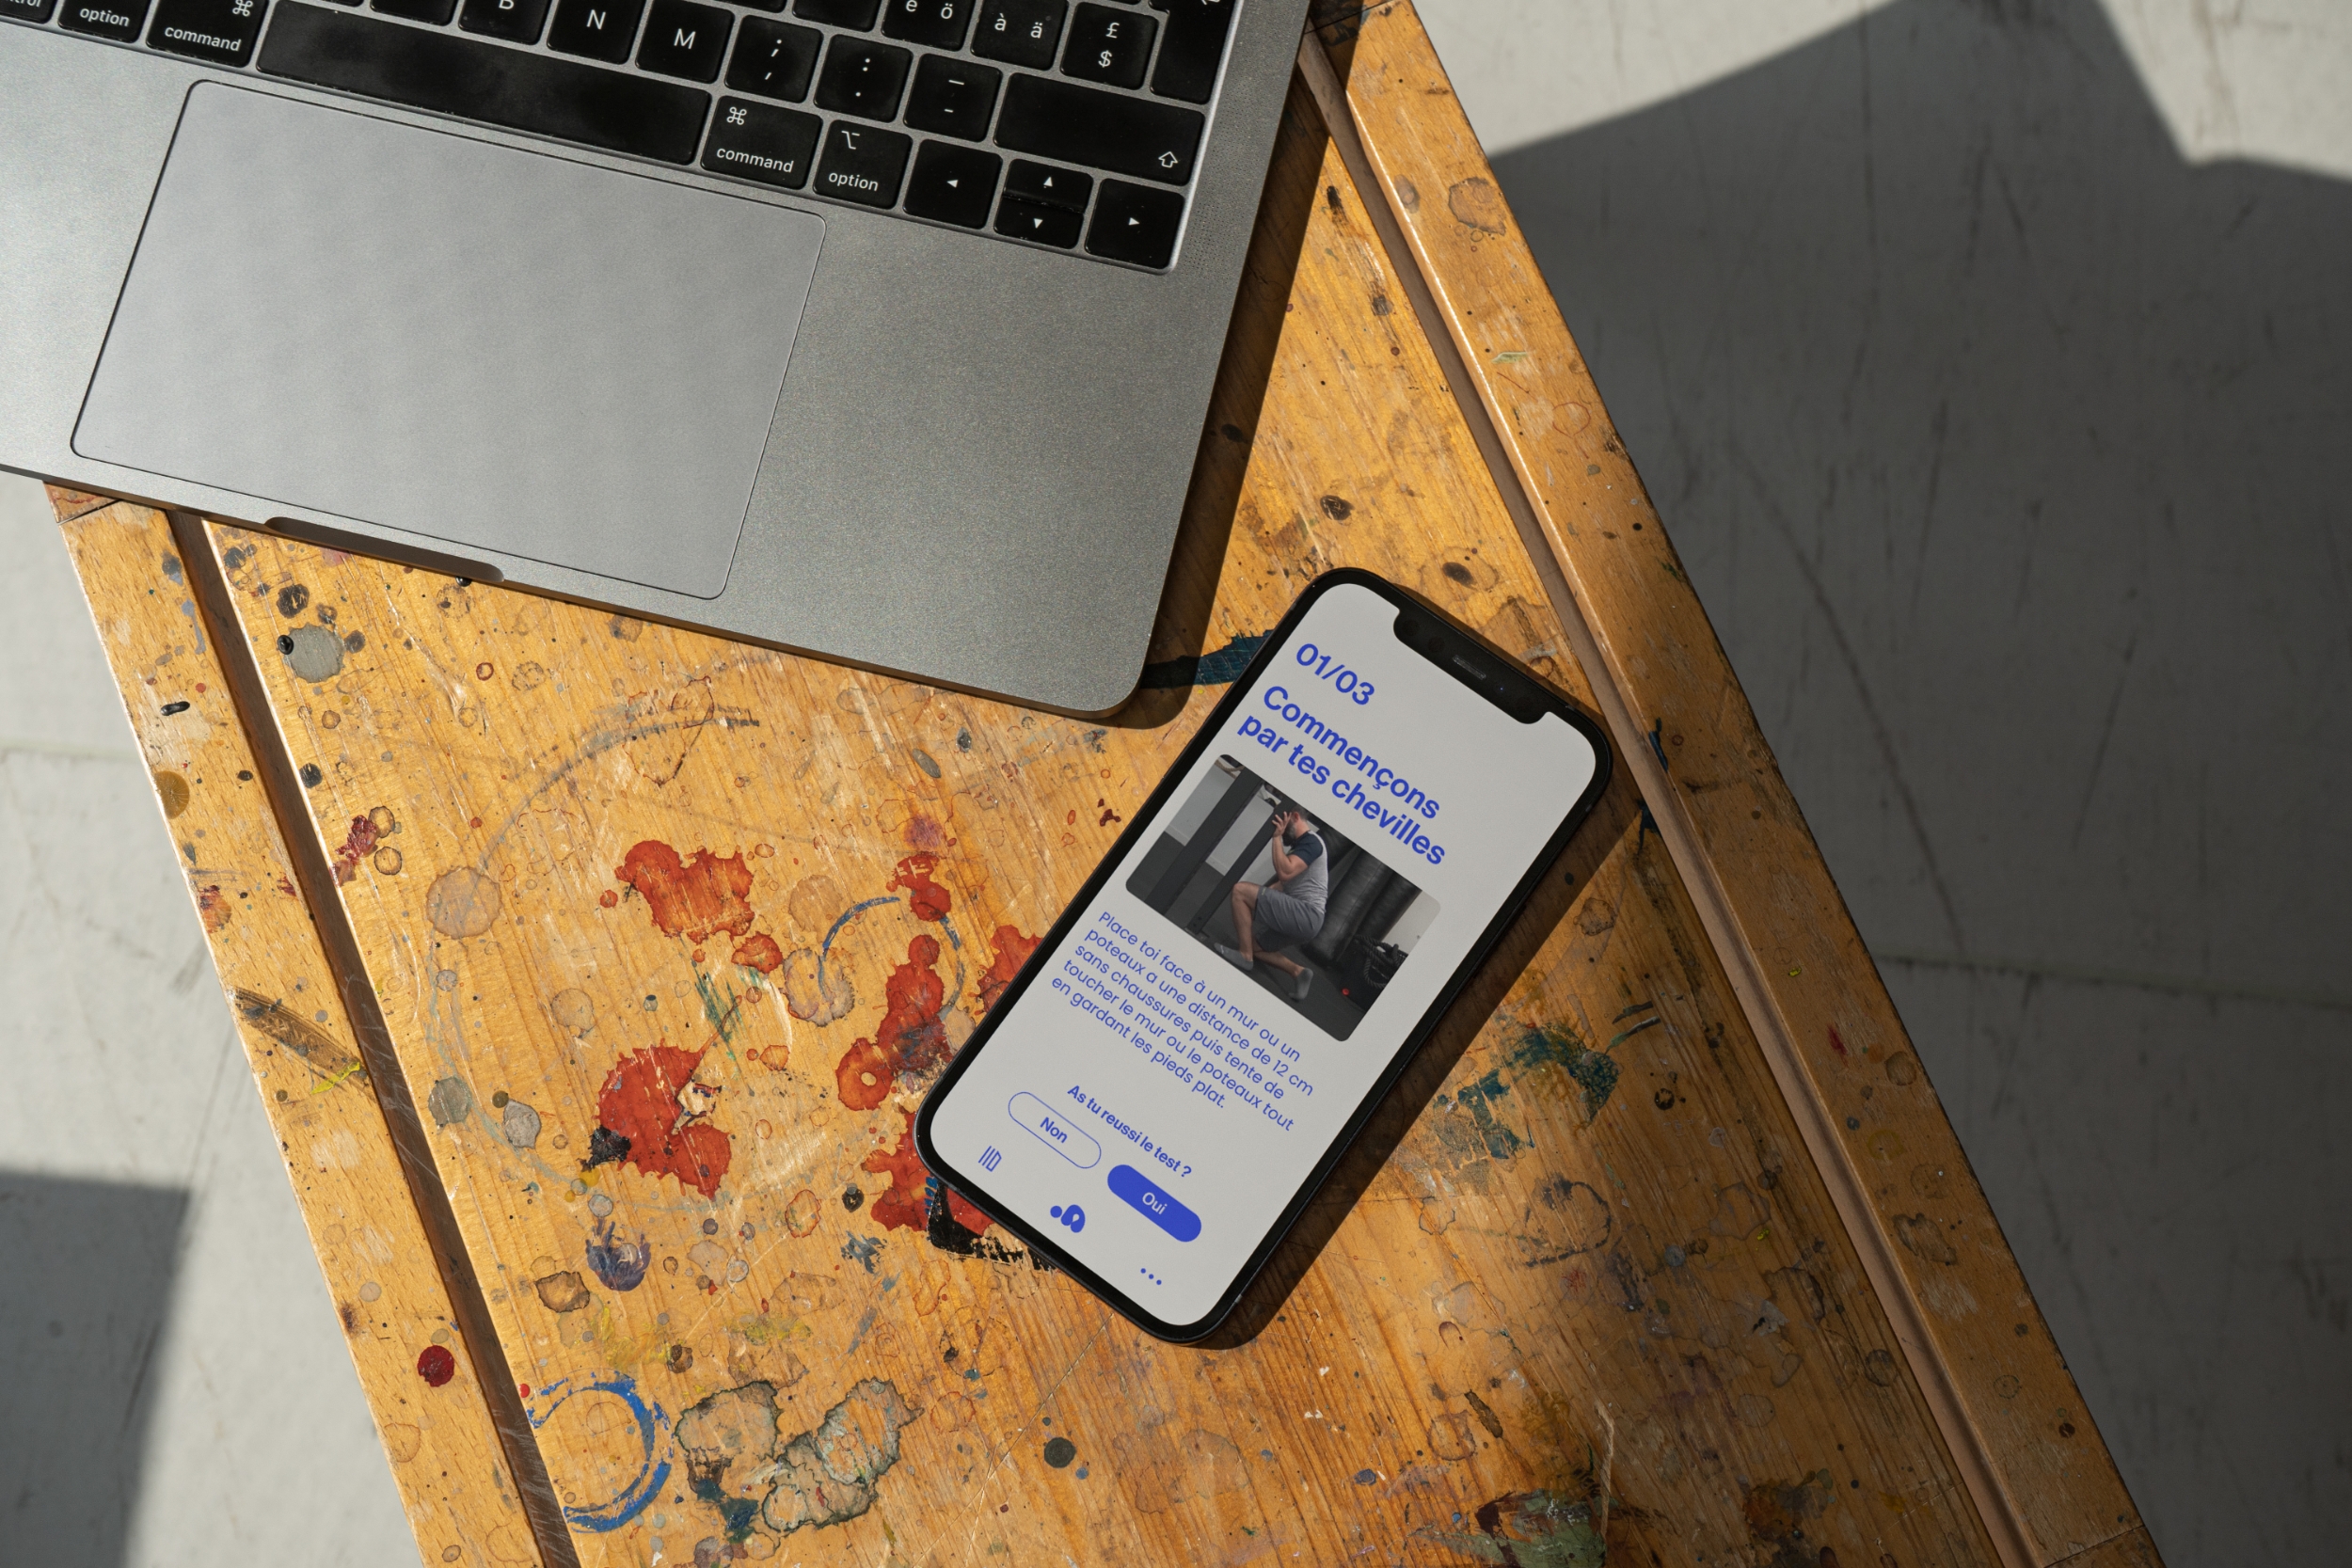 option
⌘
command
N
M
;
,
:
.
é ö
à ä
£
$
–
-
⌘
command
⌥
option
01/03
Commençons
par tes chevilles
Place toi face à un mur ou un
poteaux a une distance de 12 cm
sans chaussures puis tente de
toucher le mur ou le poteaux tout
en gardant les pieds plat.
As tu reussi le test ?
Non
Oui